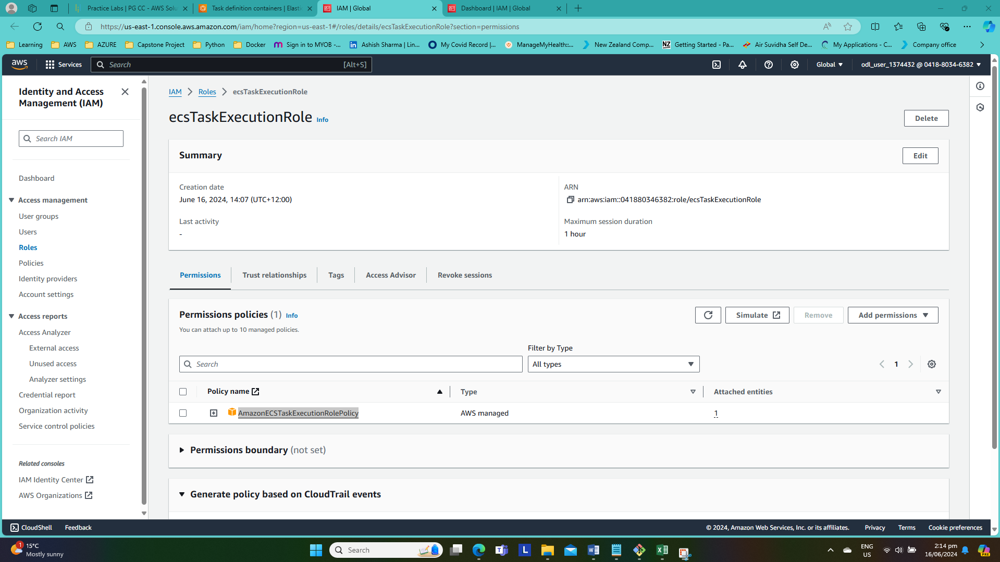 Practice Labs | PG CC - AWS Solu
Task definition containers | Elastic
IAM | Global
Dashboard | IAM | Global
https://us-east-1.console.aws.amazon.com/iam/home?region=us-east-1#/roles/details/ecsTaskExecutionRole?section=permissions
Learning
AWS
AZURE
Capstone Project
Python
Docker
Sign in to MYOB -...
Ashish Sharma | Lin...
My Covid Record |...
ManageMyHealth::...
New Zealand Comp...
NZ
Getting Started - Pa...
Air Suvidha Self De...
My Applications - C...
Company office
aws
Services
Search
[Alt+S]
Global
odl_user_1374432 @ 0418-8034-6382
Identity and Access
Management (IAM)
Search IAM
Dashboard
Access management
User groups
Users
Roles
Policies
Identity providers
Account settings
Access reports
Access Analyzer
External access
Unused access
Analyzer settings
Credential report
Organization activity
Service control policies
Related consoles
IAM Identity Center
AWS Organizations
IAM
Roles
ecsTaskExecutionRole
ecsTaskExecutionRole Info
Delete
Summary
Edit
Creation date
June 16, 2024, 14:07 (UTC+12:00)
ARN
arn:aws:iam::041880346382:role/ecsTaskExecutionRole
Last activity
-
Maximum session duration
1 hour
Permissions
Trust relationships
Tags
Access Advisor
Revoke sessions
Permissions policies (1) Info
You can attach up to 10 managed policies.
Simulate
Remove
Add permissions
Filter by Type
Search
All types
1
Policy name
Type
Attached entities
AmazonECSTaskExecutionRolePolicy
AWS managed
1
Permissions boundary (not set)
Generate policy based on CloudTrail events
CloudShell
Feedback
© 2024, Amazon Web Services, Inc. or its affiliates.
Privacy
Terms
Cookie preferences
1
15°C
Mostly sunny
Search
L
ENG
US
2:14 pm
16/06/2024
PRE